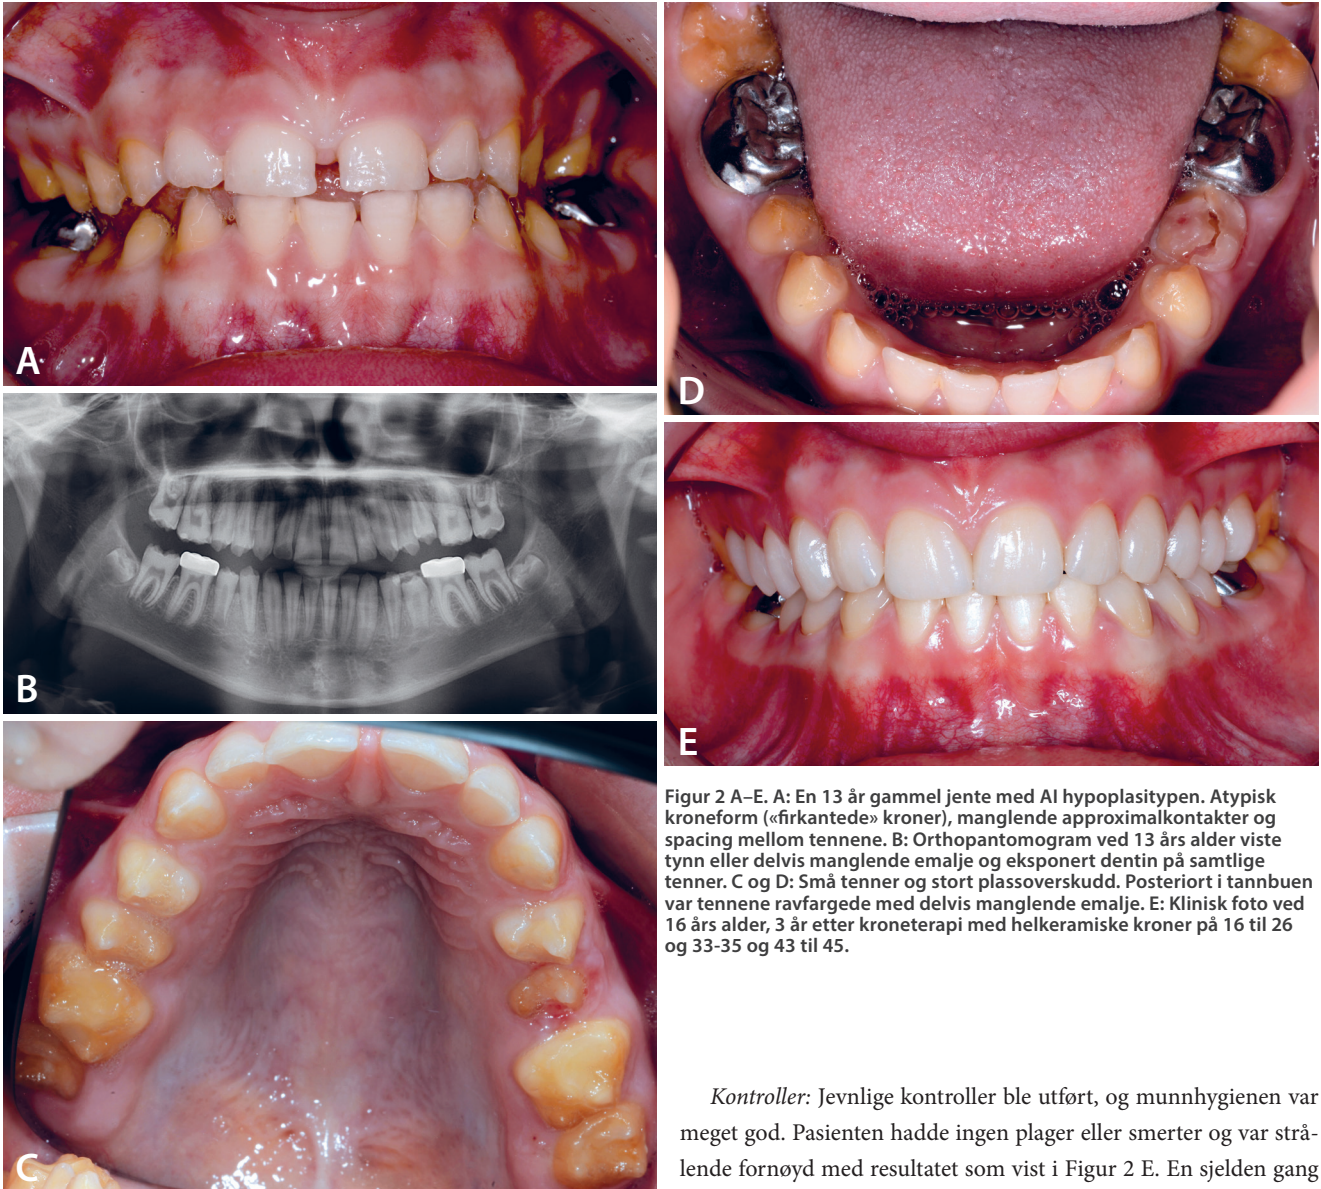 A
B
C
D
E
Figur 2 A–E. A: En 13 år gammel jente med AI hypoplasitypen. Atypisk
kroneform («firkantede» kroner), manglende approximalkontakter og
spacing mellom tennene. B: Orthopantomogram ved 13 års alder viste
tynn eller delvis manglende emalje og eksponert dentin på samtlige
tenner. C og D: Små tenner og stort plassoverskudd. Posteriort i tannbuen
var tennene ravfargede med delvis manglende emalje. E: Klinisk foto ved
16 års alder, 3 år etter kroneterapi med helkeramiske kroner på 16 til 26
og 33-35 og 43 til 45.
Kontroller: Jevnlige kontroller ble utført, og munnhygienen var
meget god. Pasienten hadde ingen plager eller smerter og var strå-
lende fornøyd med resultatet som vist i Figur 2 E. En sjelden gang